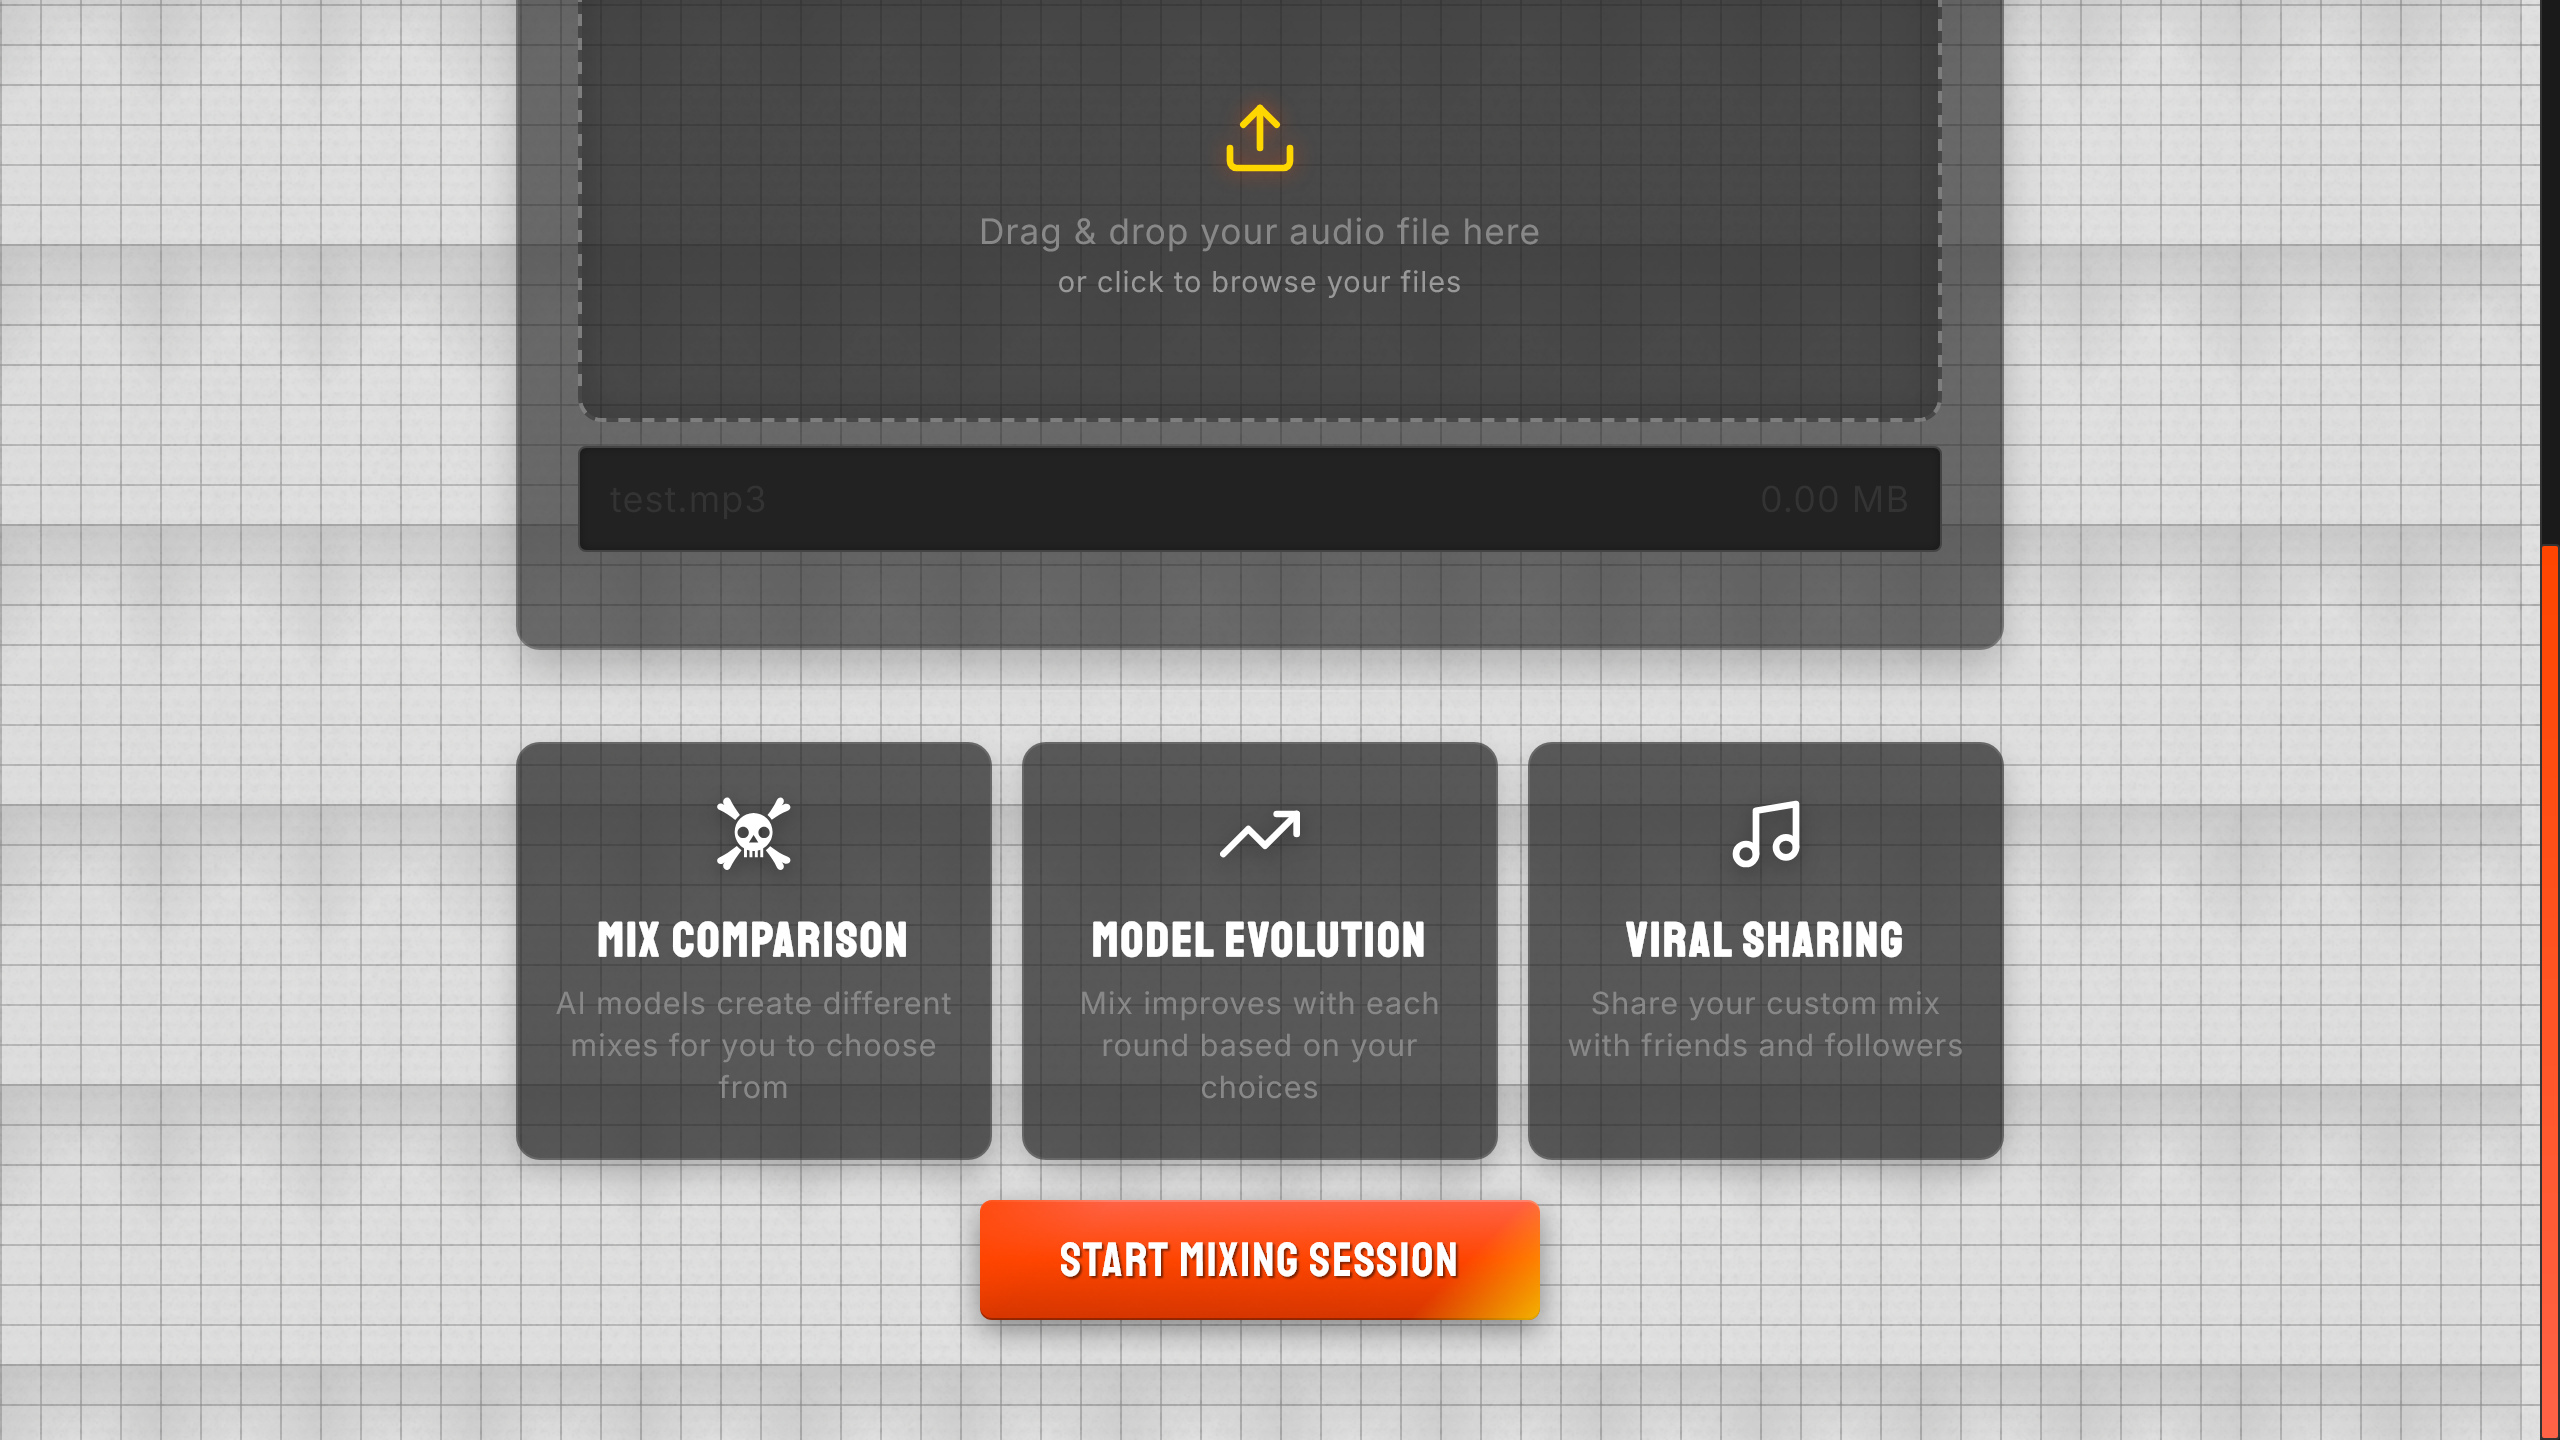 Drag & drop your audio file here
or click to browse your files
test.mp3 0.00 MB
MIX COMPARISON
AI models create different
mixes for you to choose
from
MODEL EVOLUTION
Mix improves with each
round based on your
choices
VIRAL SHARING
Share your custom mix
with friends and followers
START MIXING SESSION